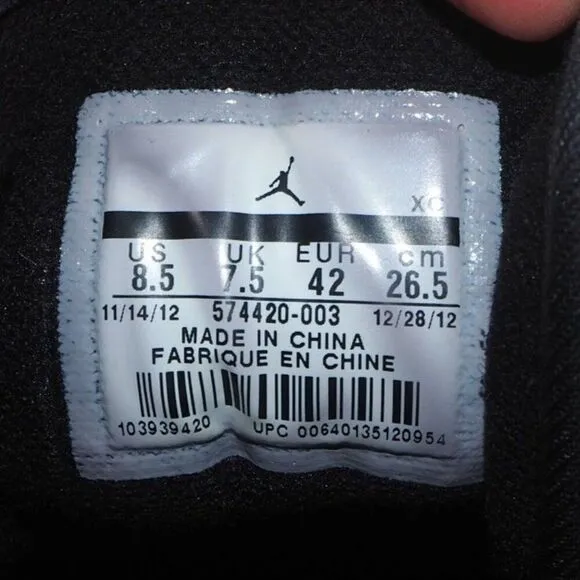 XC
US UK EUR cm
8.5 7.5 42 26.5
11/14/12 574420-003 12/28/12
MADE IN CHINA
FABRIQUE EN CHINE
103939420 UPC 00640135120954